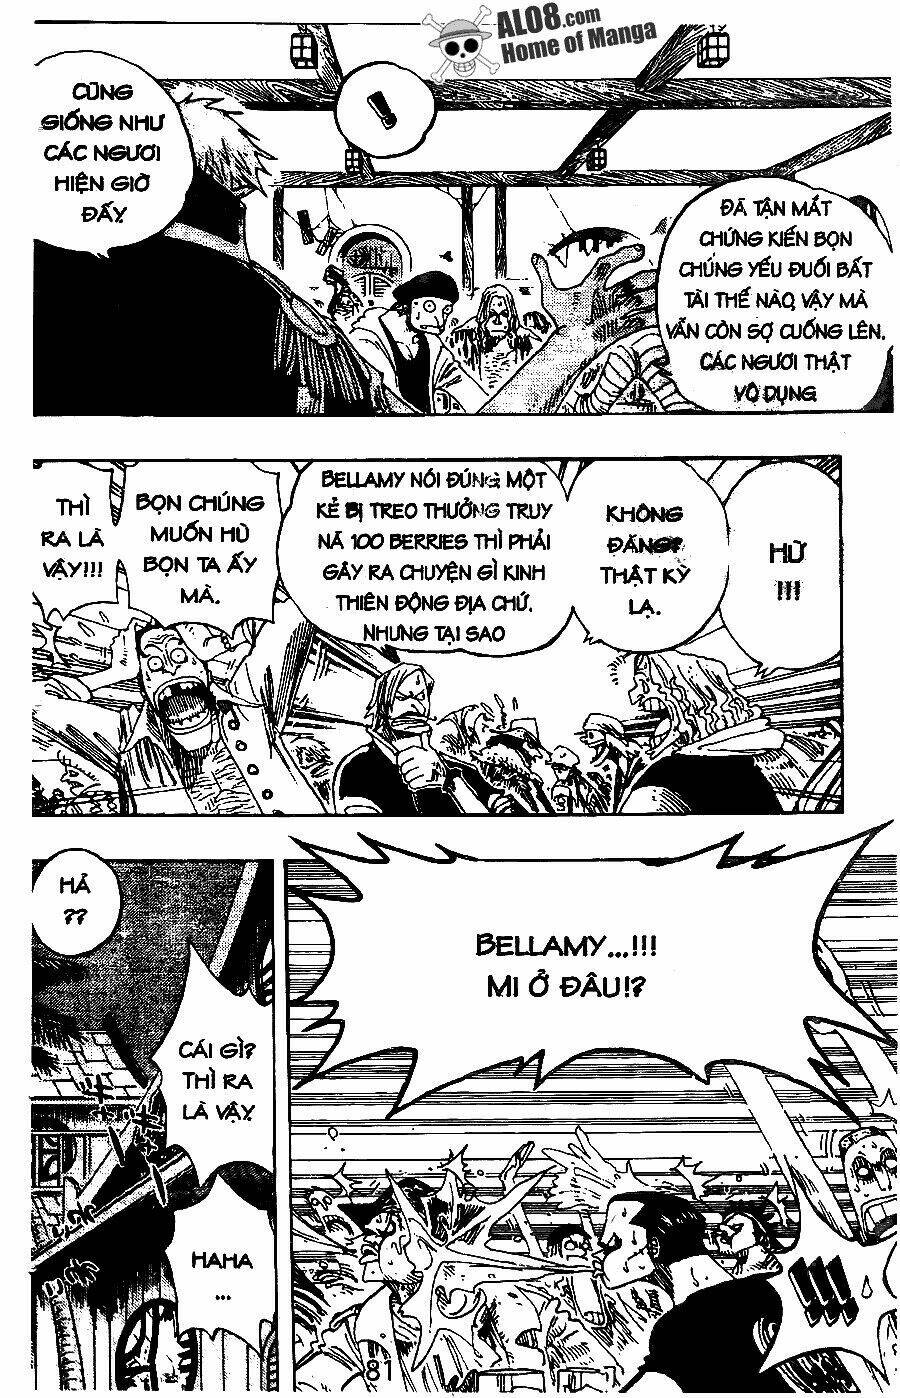 ALO8.com
Home of Manga
ĐÃ TẬN MẮT
CHỨNG KIẾN BỌN
CHÚNG YẾU ĐUỐI BẤT
TÀI THẾ NÀO, VẬY MÀ
VẪN CÒN SỢ CUỐNG LÊN.
CÁC NGƯƠI THẬT
VÔ DỤNG
!
CŨNG
GIỐNG NHƯ
CÁC NGƯƠI
HIỆN GIỜ
ĐẤY.
HỪ
!!!
KHÔNG
ĐÁNG?
THẬT KỲ
LẠ.
BELLAMY NÓI ĐÚNG; MỘT
KẺ BỊ TREO THƯỞNG TRUY
NÃ 100 BERRIES THÌ PHẢI
GÂY RA CHUYỆN GÌ KINH
THIÊN ĐỘNG ĐỊA CHỨ.
NHƯNG TẠI SAO
BỌN CHÚNG
MUỐN HÙ
BỌN TA ẤY
MÀ.
THÌ
RA LÀ
VẬY!!!
BELLAMY...!!!
MI Ở ĐÂU!?
!!!
HẢ
??
CÁI GÌ?
THÌ RA
LÀ VẬY.
HAHA
...
81